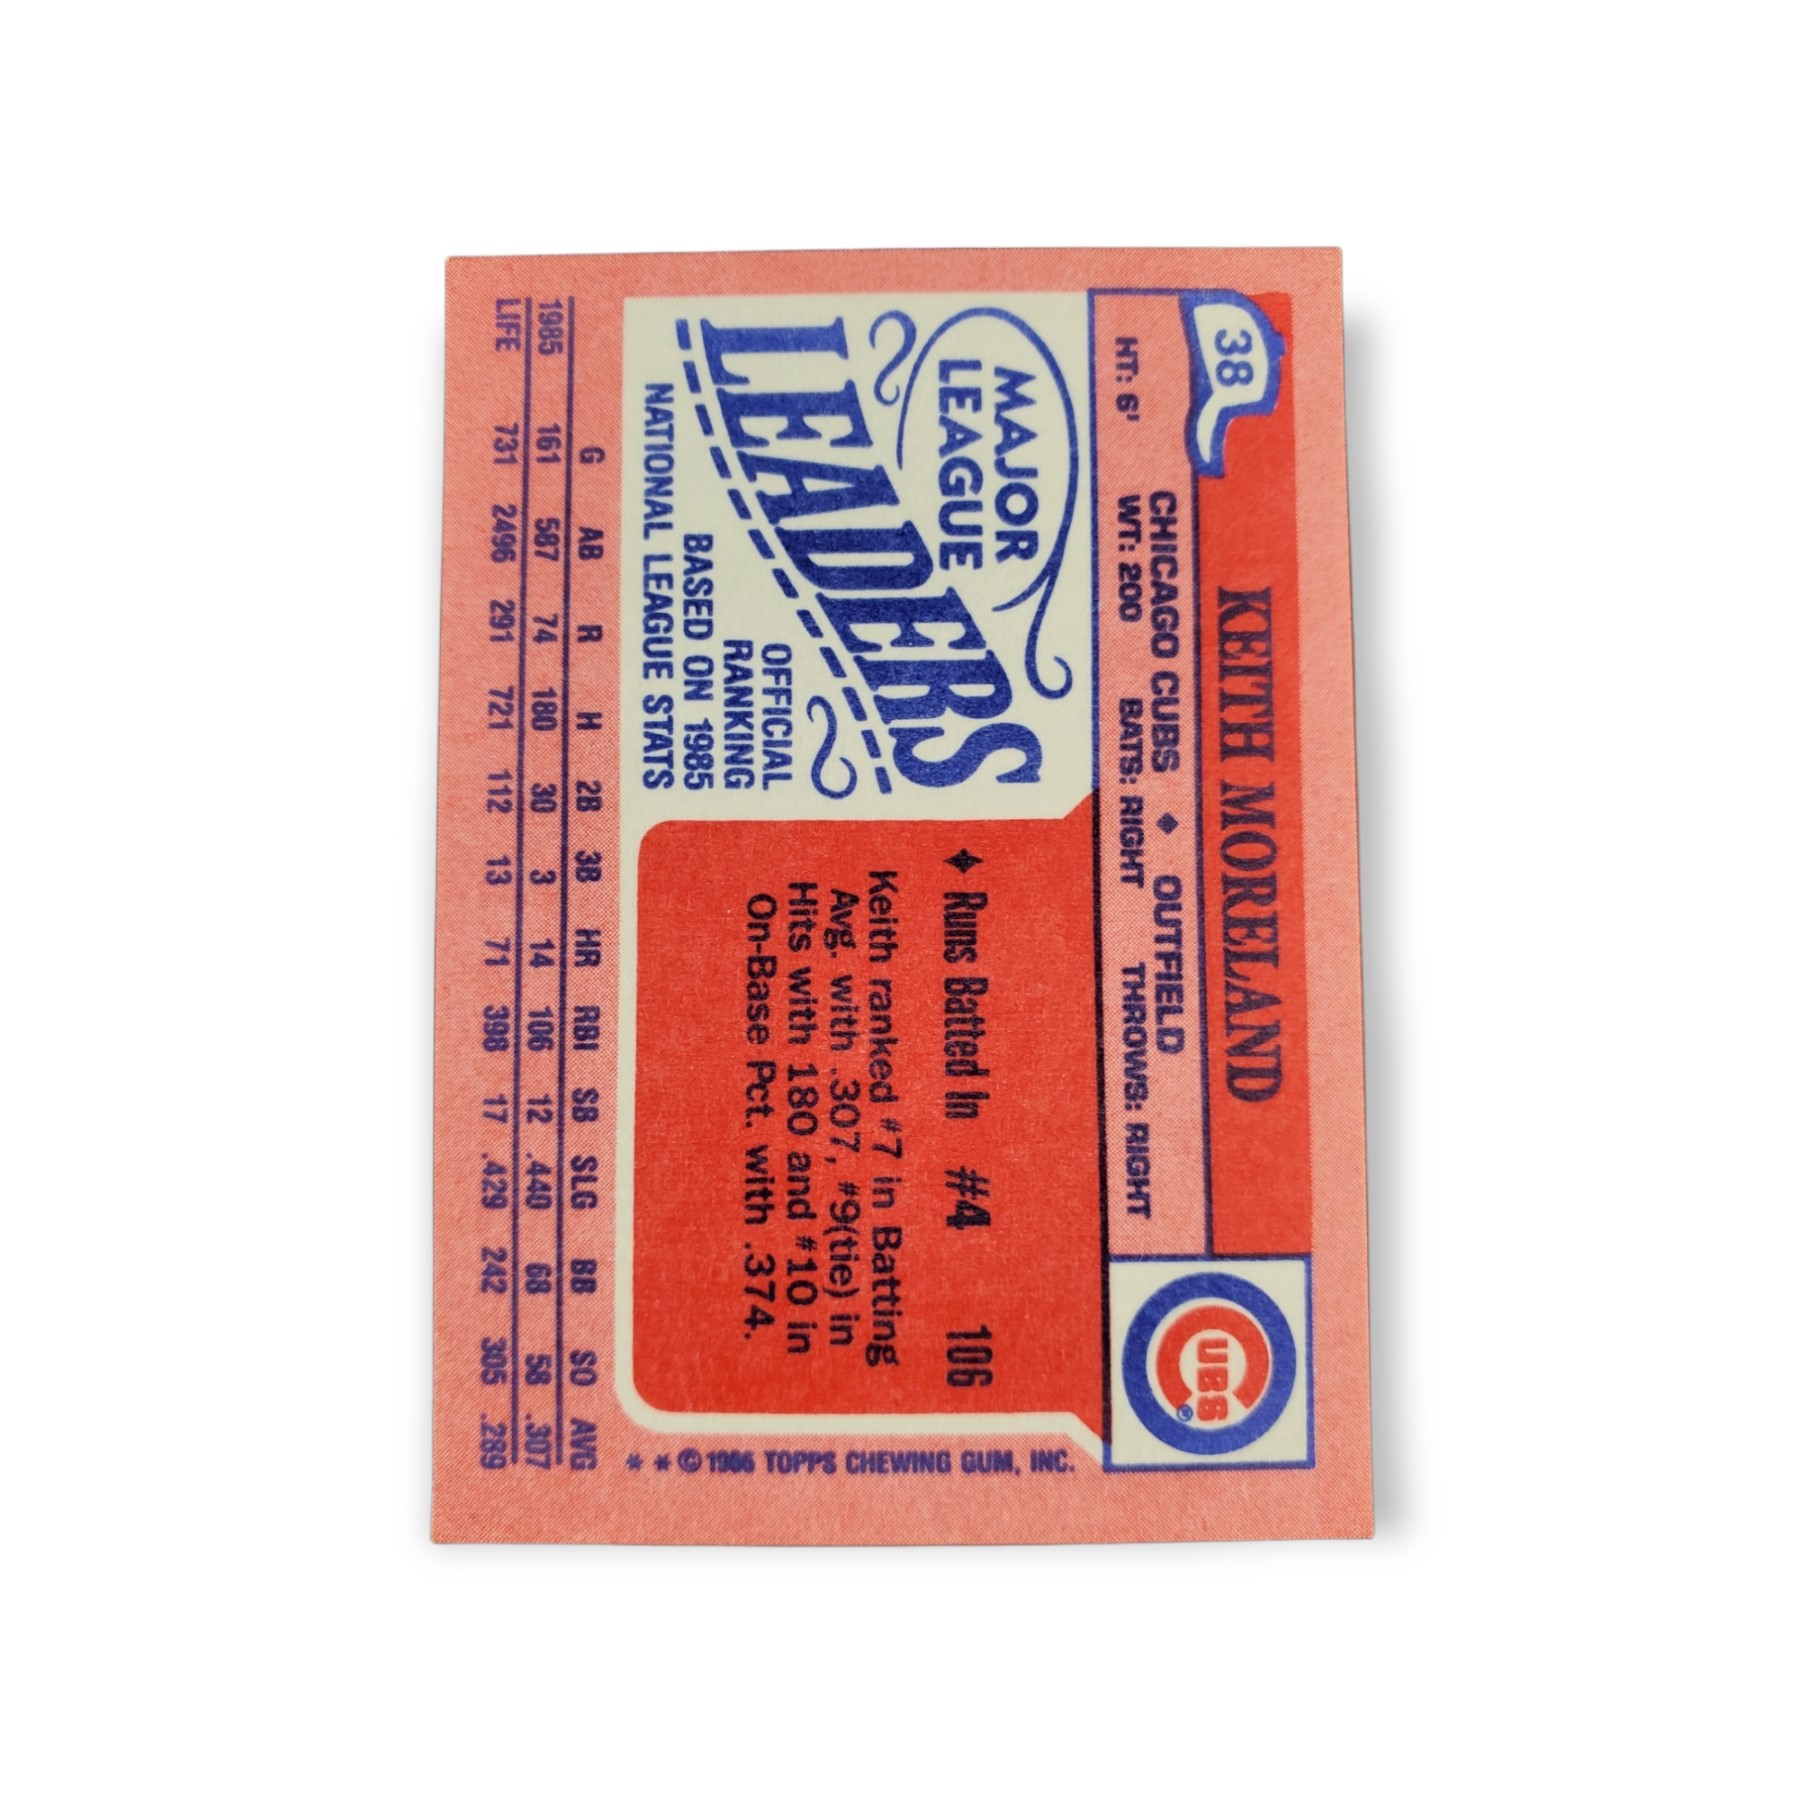 38
KEITH MORELAND
CHICAGO CUBS ♦ OUTFIELD
HT: 6' WT: 200 BATS: RIGHT THROWS: RIGHT
CUBS ®
MAJOR
LEAGUE
LEADERS
OFFICIAL
RANKING
BASED ON 1985
NATIONAL LEAGUE STATS
Runs Batted In #4 106
Keith ranked #7 in Batting
Avg. with .307, #9(tie) in
Hits with 180 and #10 in
On-Base Pct. with .374.
* * © 1986 TOPPS CHEWING GUM, INC.
G AB R H 2B 3B HR RBI SB SLG BB SO AVG
1985 161 587 74 180 30 3 14 106 12 .440 68 58 .307
LIFE 731 2496 291 721 112 13 71 398 17 .429 242 305 .289